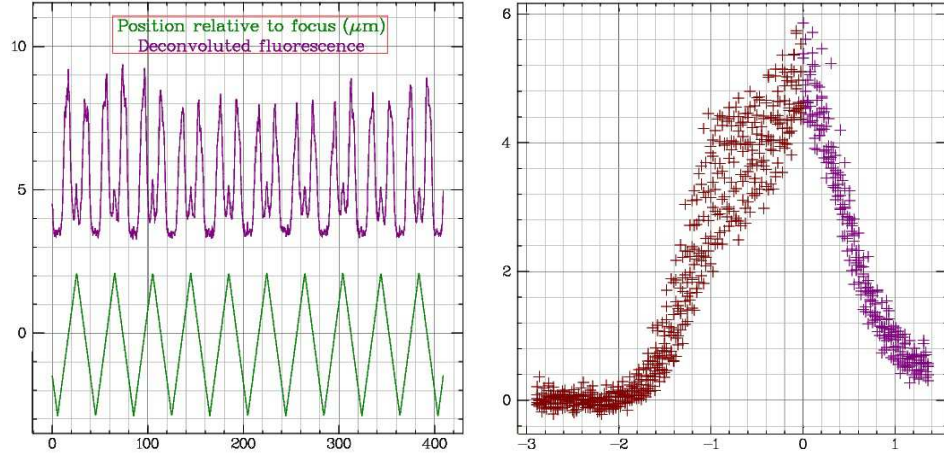 Position relative to focus (μm)
Deconvoluted fluorescence
10
5
0
0 100 200 300 400
6
4
2
0
-3 -2 -1 0 1